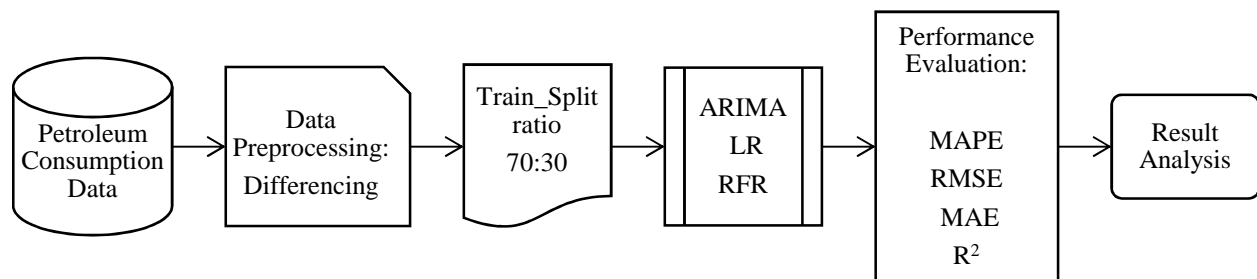 Petroleum
Consumption
Data
Data
Preprocessing:
Differencing
Train_Split
ratio
70:30
ARIMA
LR
RFR
Performance
Evaluation:
MAPE
RMSE
MAE
R²
Result
Analysis